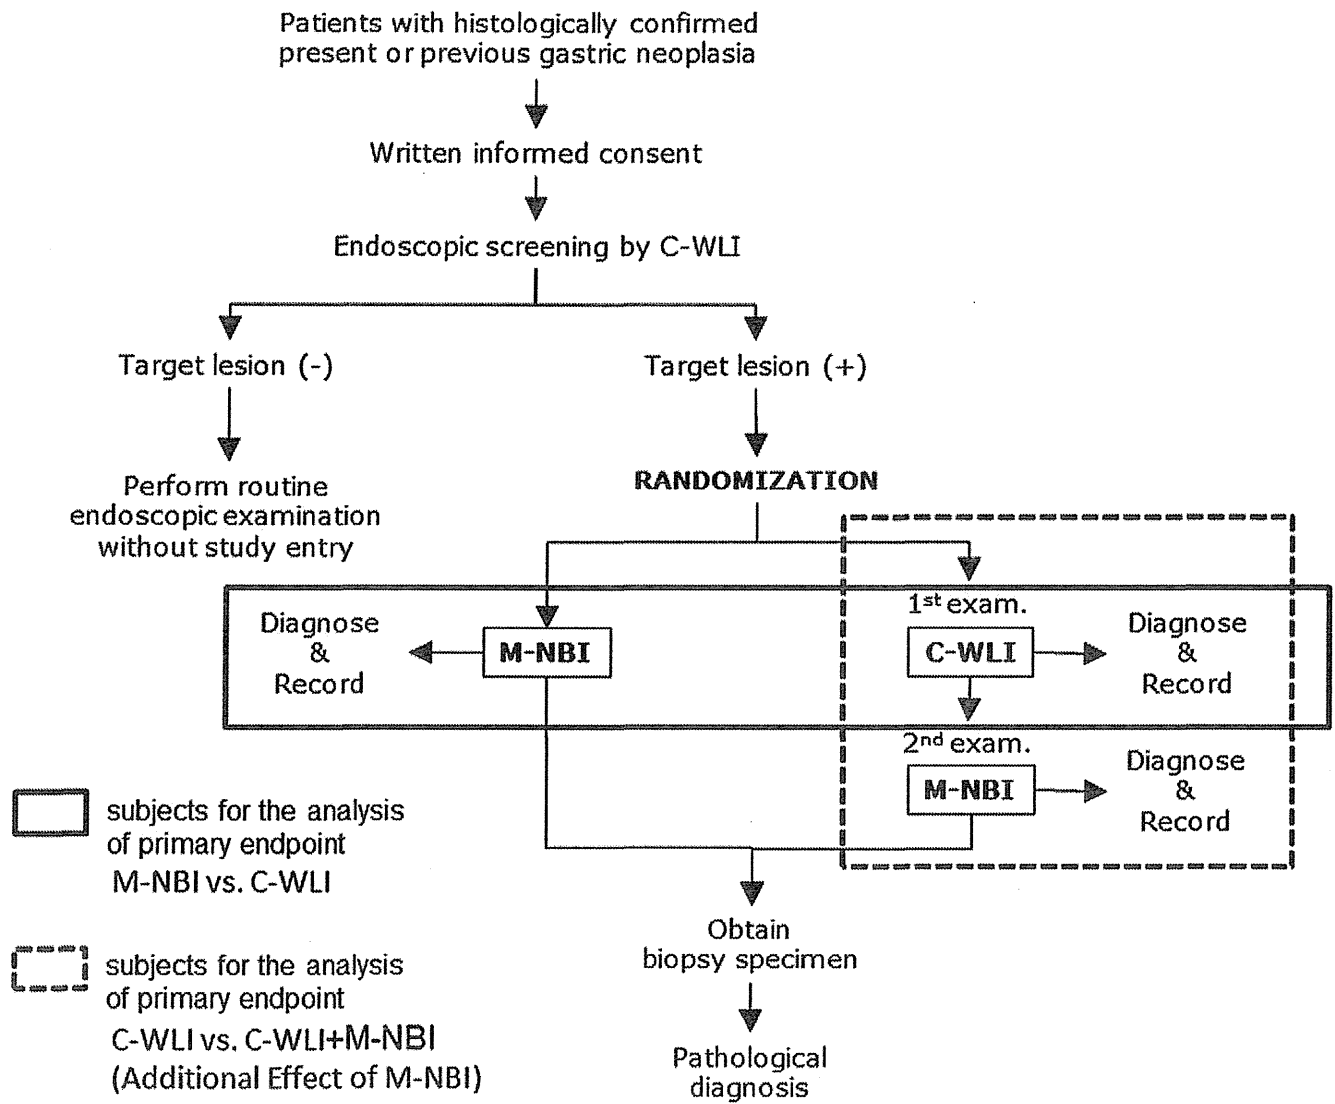 Patients with histologically confirmed
present or previous gastric neoplasia
Written informed consent
Endoscopic screening by C-WLI
Target lesion (-)
Target lesion (+)
Perform routine
endoscopic examination
without study entry
RANDOMIZATION
Diagnose
&
Record
M-NBI
1st exam.
C-WLI
Diagnose
&
Record
2nd exam.
M-NBI
Diagnose
&
Record
subjects for the analysis
of primary endpoint
M-NBI vs. C-WLI
subjects for the analysis
of primary endpoint
C-WLI vs. C-WLI+M-NBI
(Additional Effect of M-NBI)
Obtain
biopsy specimen
Pathological
diagnosis